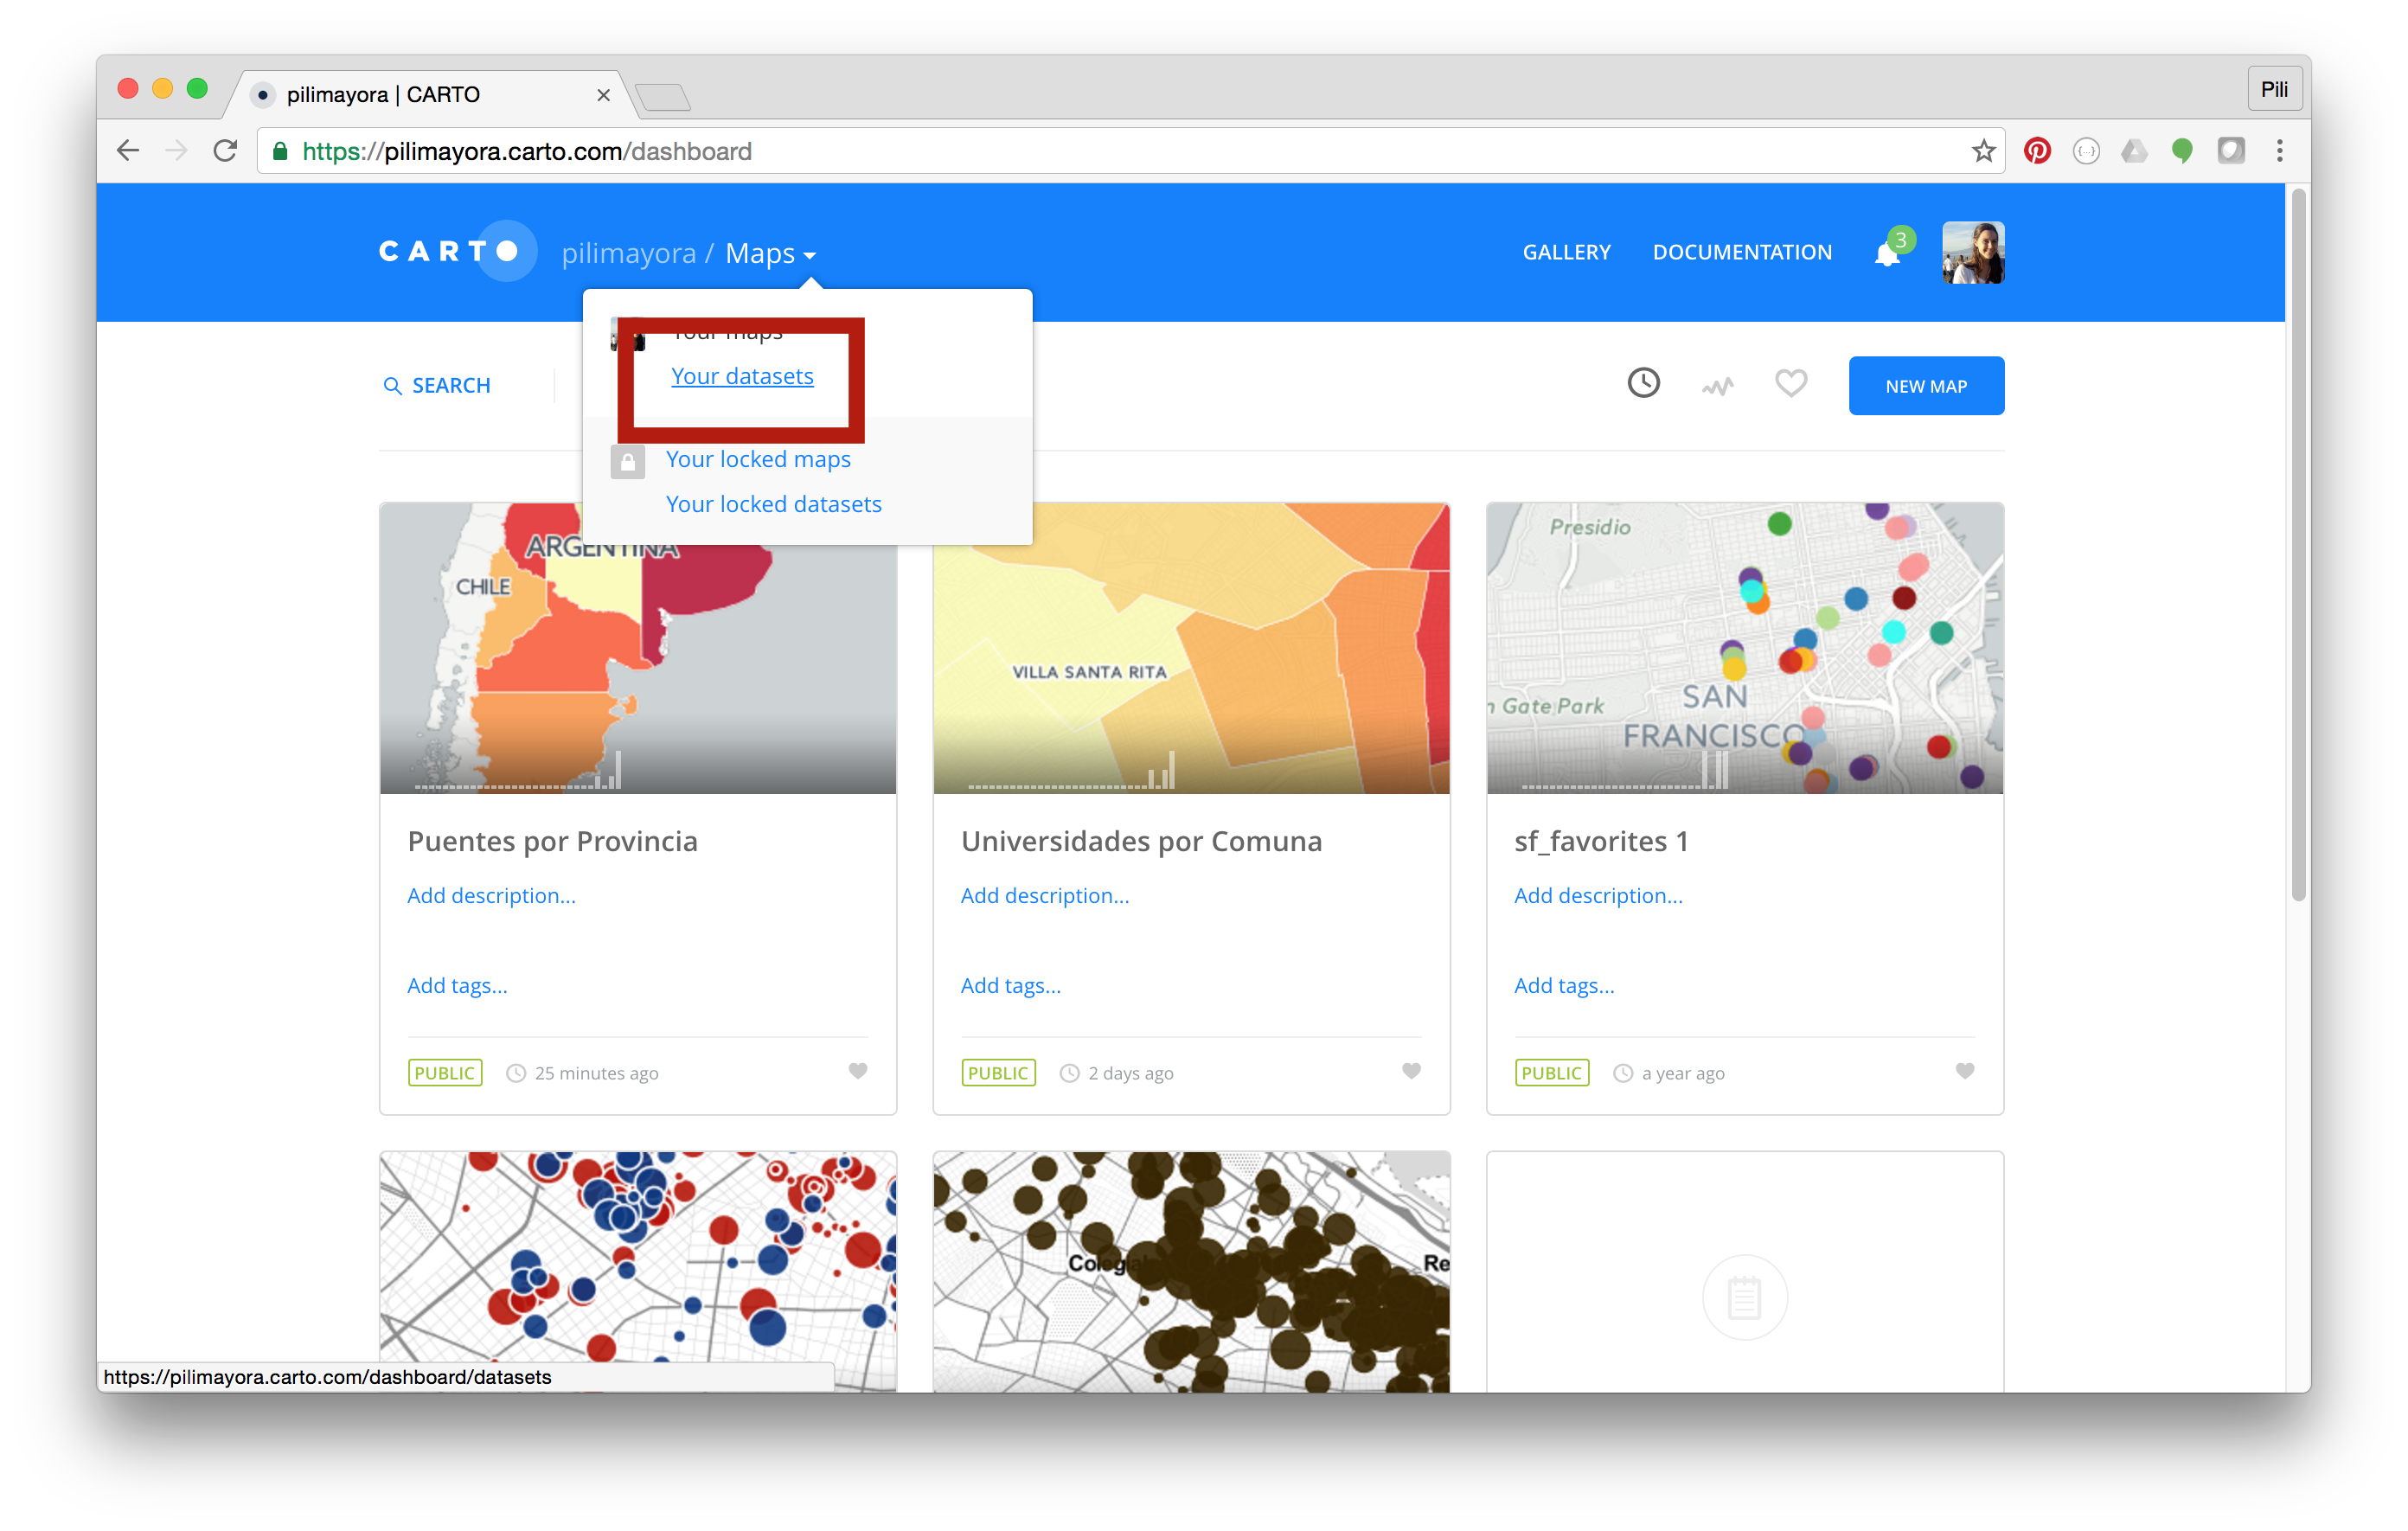 pilimayora | CARTO
Pili
https://pilimayora.carto.com/dashboard
CARTO
pilimayora / Maps
GALLERY
DOCUMENTATION
3
Your maps
Your datasets
Your locked maps
Your locked datasets
SEARCH
NEW MAP
ARGENTINA
CHILE
VILLA SANTA RITA
Presidio
n Gate Park
SAN
FRANCISCO
Puentes por Provincia
Add description...
Add tags...
PUBLIC
25 minutes ago
Universidades por Comuna
Add description...
Add tags...
PUBLIC
2 days ago
sf_favorites 1
Add description...
Add tags...
PUBLIC
a year ago
Re
https://pilimayora.carto.com/dashboard/datasets